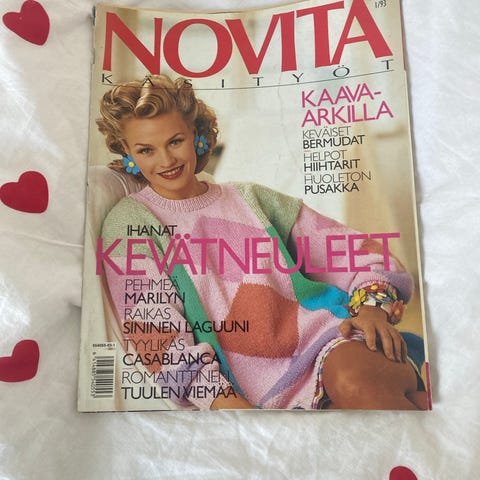 NOVITA
1/93
KÄSITYÖT
KAAVA-
ARKILLA
KEVÄISET
BERMUDAT
HELPOT
HIIHTARIT
HUOLETON
PUSAKKA
IHANAT
KEVÄTNEULEET
PEHMEÄ
MARILYN
RAIKAS
SININEN LAGUUNI
TYYLIKÄS
CASABLANCA
ROMANTTINEN
TUULEN VIEMÄÄ